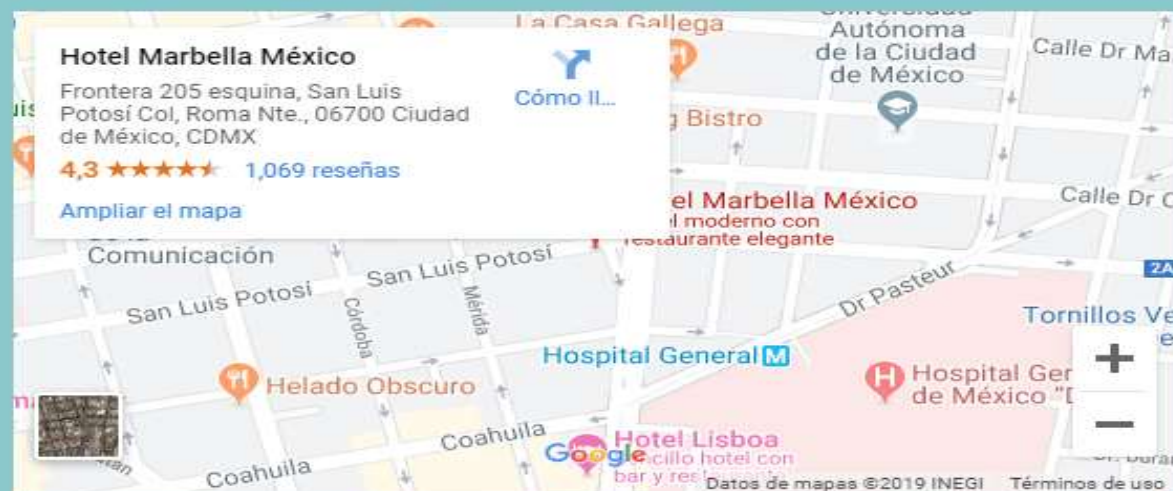 Hotel Marbella México
Frontera 205 esquina, San Luis
Potosí Col, Roma Nte., 06700 Ciudad
de México, CDMX
4,3
1,069 reseñas
Ampliar el mapa
Cómo ll...
La Casa Gallega
Autónoma
de la Ciudad
de México
Calle Dr Ma
Bistro
el Marbella México
el moderno con
restaurante elegante
Calle Dr
Comunicación
San Luis Potosí
San Luis Potosí
Córdoba
Mérida
Dr Pasteur
2A
Tornillos Ve
Hospital General M
Helado Obscuro
H Hospital Ger
de México "D
+
−
Coahuila
Coahuila
Hotel Lisboa
Google
cillo hotel con
bar y
Datos de mapas ©2019 INEGI
Términos de uso